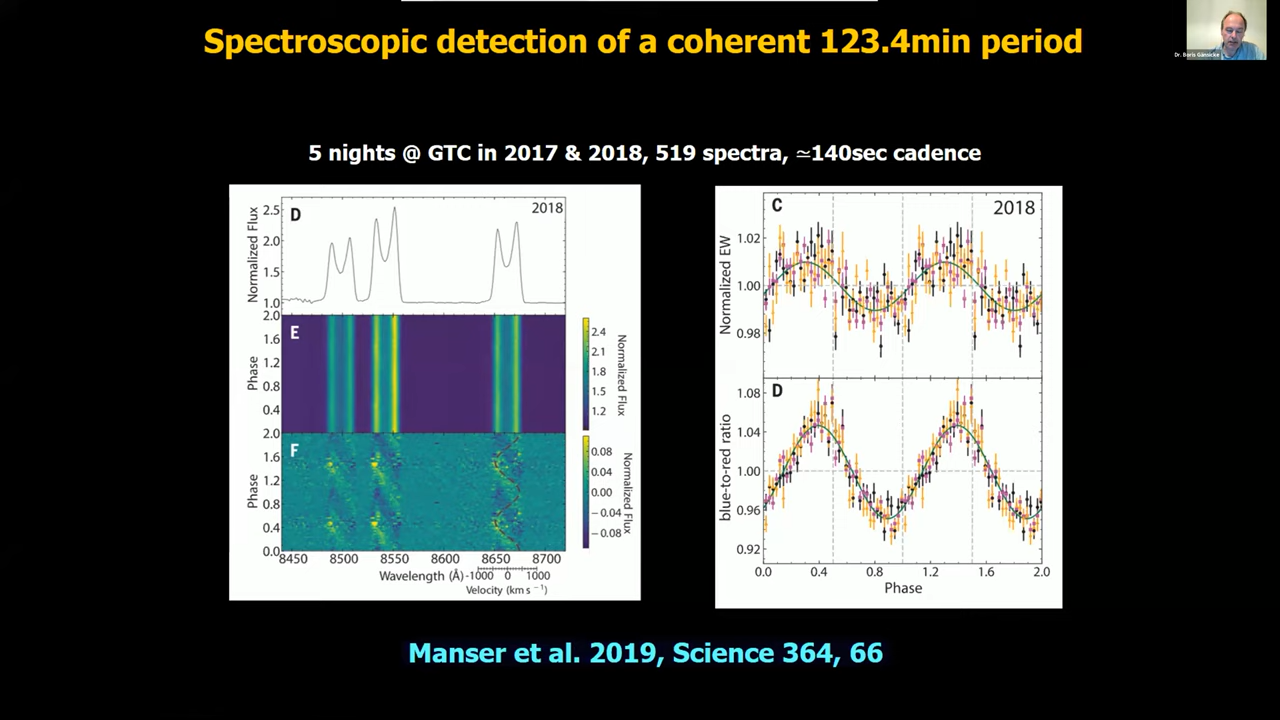 Spectroscopic detection of a coherent 123.4min period
Dr. Boris Gänsicke
5 nights @ GTC in 2017 & 2018, 519 spectra, ≃140sec cadence
D
2018
Normalized Flux
2.5
2.0
1.5
1.0
E
Phase
2.0
1.6
1.2
0.8
0.4
2.4
2.1
1.8
1.5
1.2
Normalized Flux
F
Phase
2.0
1.6
1.2
0.8
0.4
0.0
0.08
0.04
0.00
−0.04
−0.08
Normalized Flux
8450 8500 8550 8600 8650 8700
Wavelength (Å)
-1000 0 1000
Velocity (km s⁻¹)
C
2018
Normalized EW
1.02
1.00
0.98
D
blue-to-red ratio
1.08
1.04
1.00
0.96
0.92
0.0 0.4 0.8 1.2 1.6 2.0
Phase
Manser et al. 2019, Science 364, 66